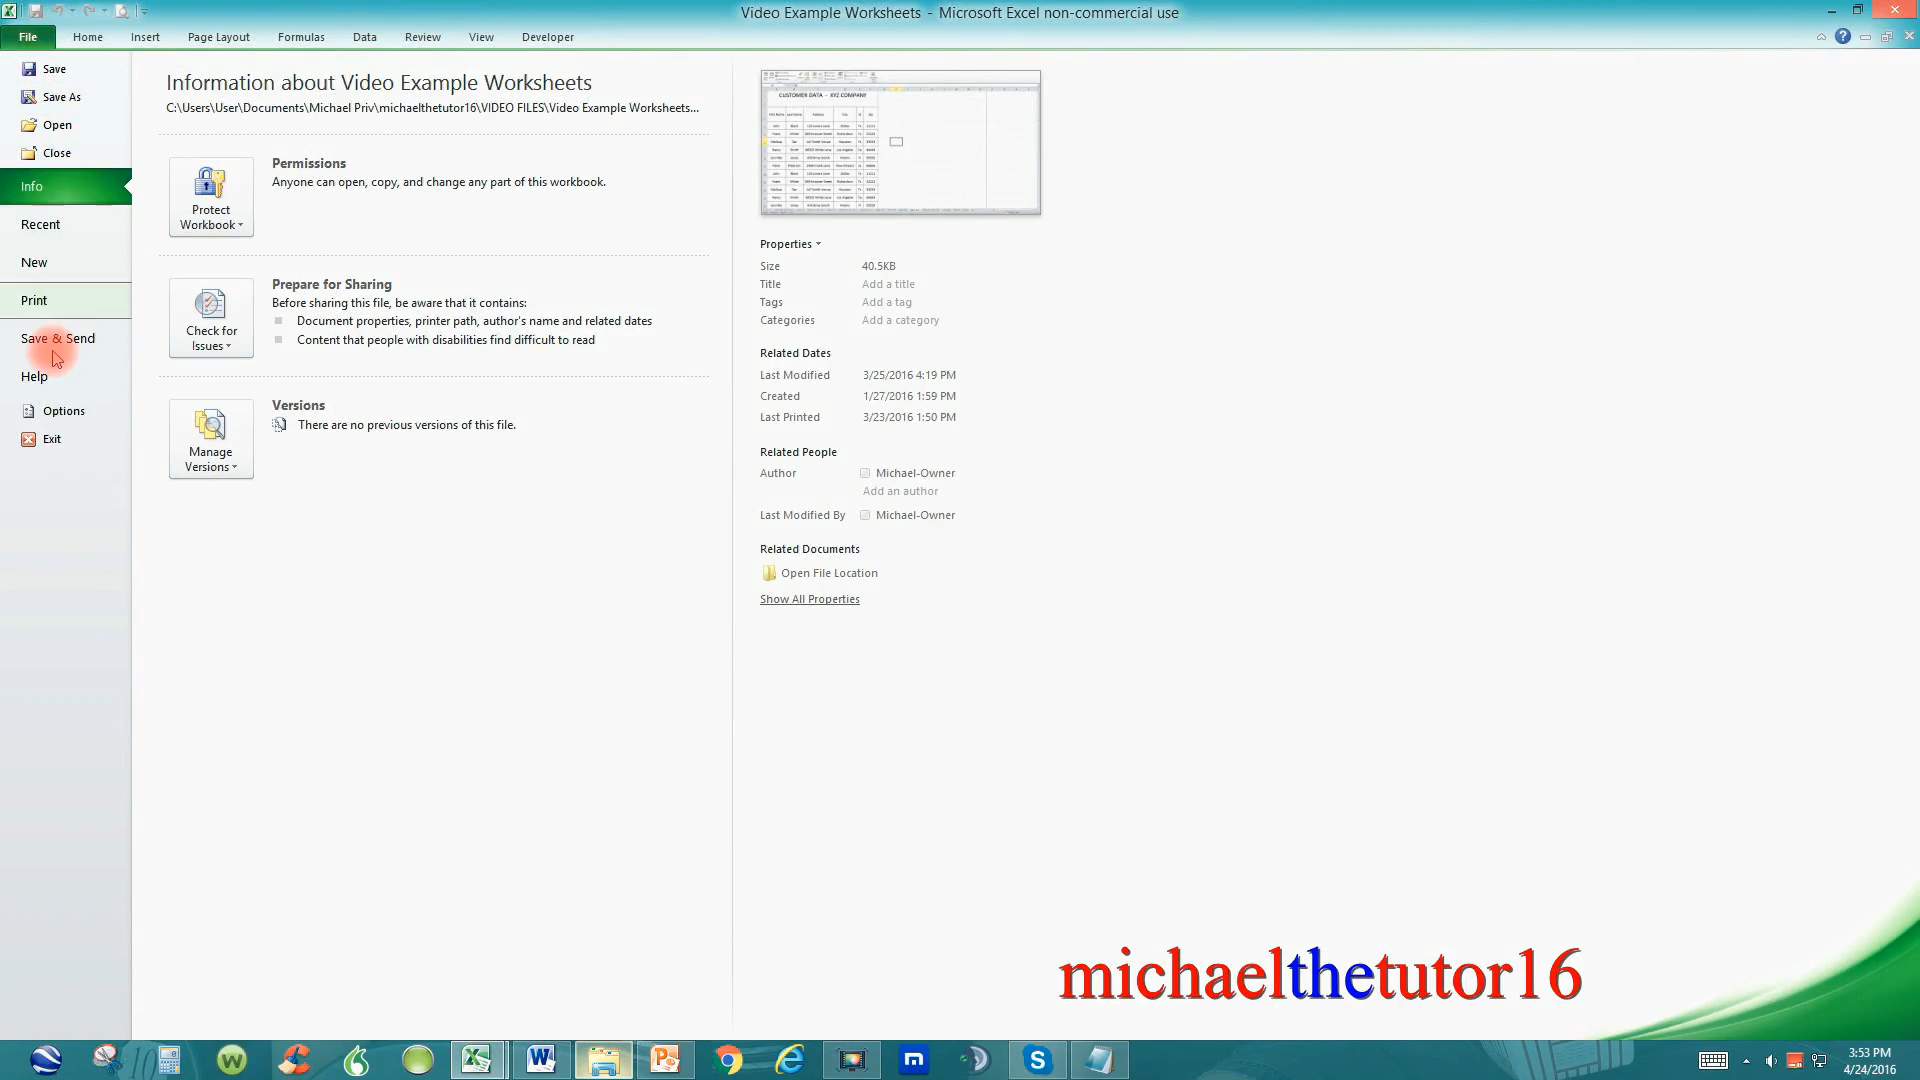 Video Example Worksheets - Microsoft Excel non-commercial use
File Home Insert Page Layout Formulas Data Review View Developer
Save
Save As
Open
Close
Info
Recent
New
Print
Save & Send
Help
Options
Exit
Information about Video Example Worksheets
C:\Users\User\Documents\Michael Priv\michaelthetutor16\VIDEO FILES\Video Example Worksheets...
Protect
Workbook
Permissions
Anyone can open, copy, and change any part of this workbook.
Check for
Issues
Prepare for Sharing
Before sharing this file, be aware that it contains:
Document properties, printer path, author's name and related dates
Content that people with disabilities find difficult to read
Manage
Versions
Versions
There are no previous versions of this file.
CUSTOMER DATA - XYZ COMPANY
Properties
Size 40.5KB
Title Add a title
Tags Add a tag
Categories Add a category
Related Dates
Last Modified 3/25/2016 4:19 PM
Created 1/27/2016 1:59 PM
Last Printed 3/23/2016 1:50 PM
Related People
Author Michael-Owner
Add an author
Last Modified By Michael-Owner
Related Documents
Open File Location
Show All Properties
michaelthetutor16
3:53 PM
4/24/2016